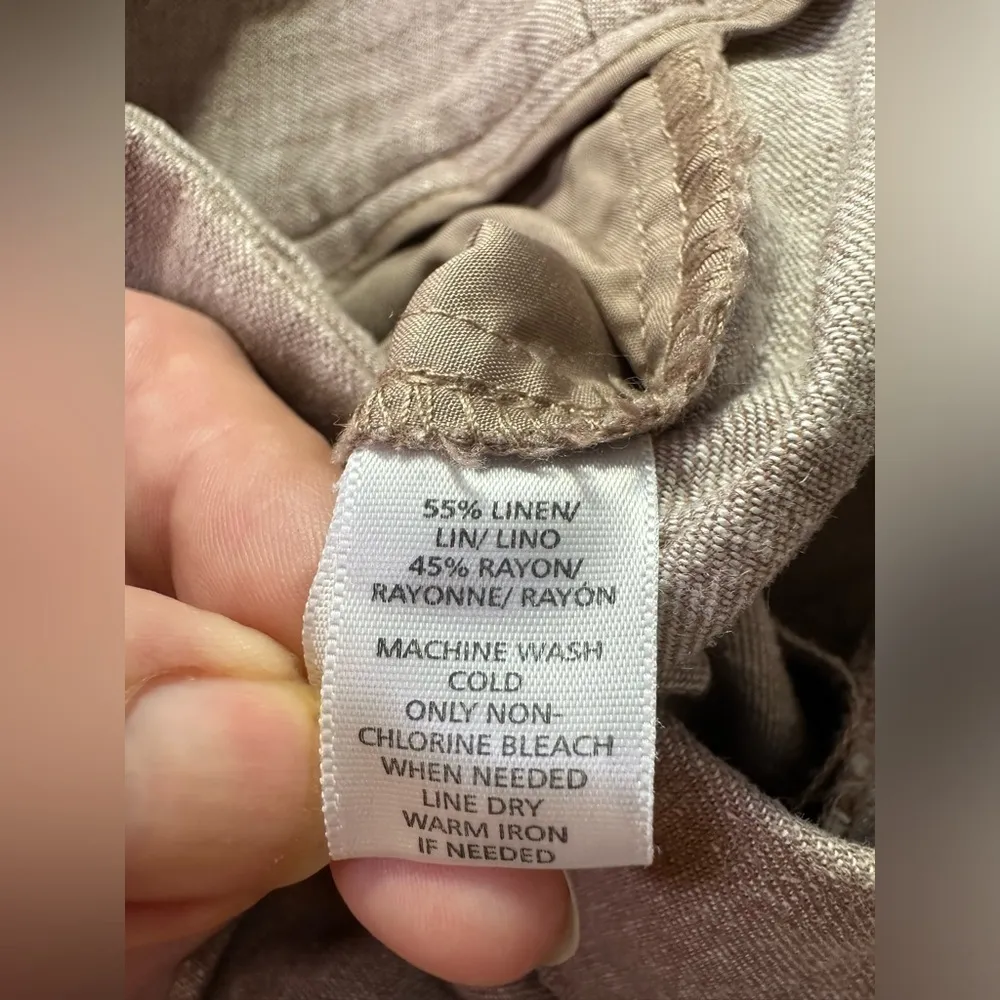 55% LINEN/
LIN/ LINO
45% RAYON/
RAYONNE/ RAYÓN
MACHINE WASH
COLD
ONLY NON-
CHLORINE BLEACH
WHEN NEEDED
LINE DRY
WARM IRON
IF NEEDED